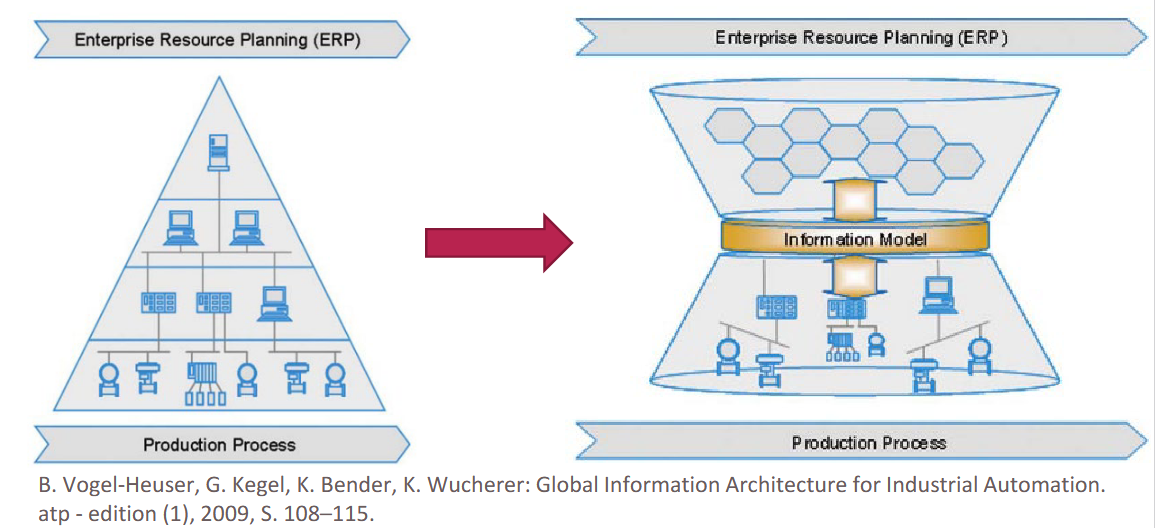 Enterprise Resource Planning (ERP)
Enterprise Resource Planning (ERP)
Information Model
Production Process
Production Process
B. Vogel-Heuser, G. Kegel, K. Bender, K. Wucherer: Global Information Architecture for Industrial Automation.
atp - edition (1), 2009, S. 108–115.